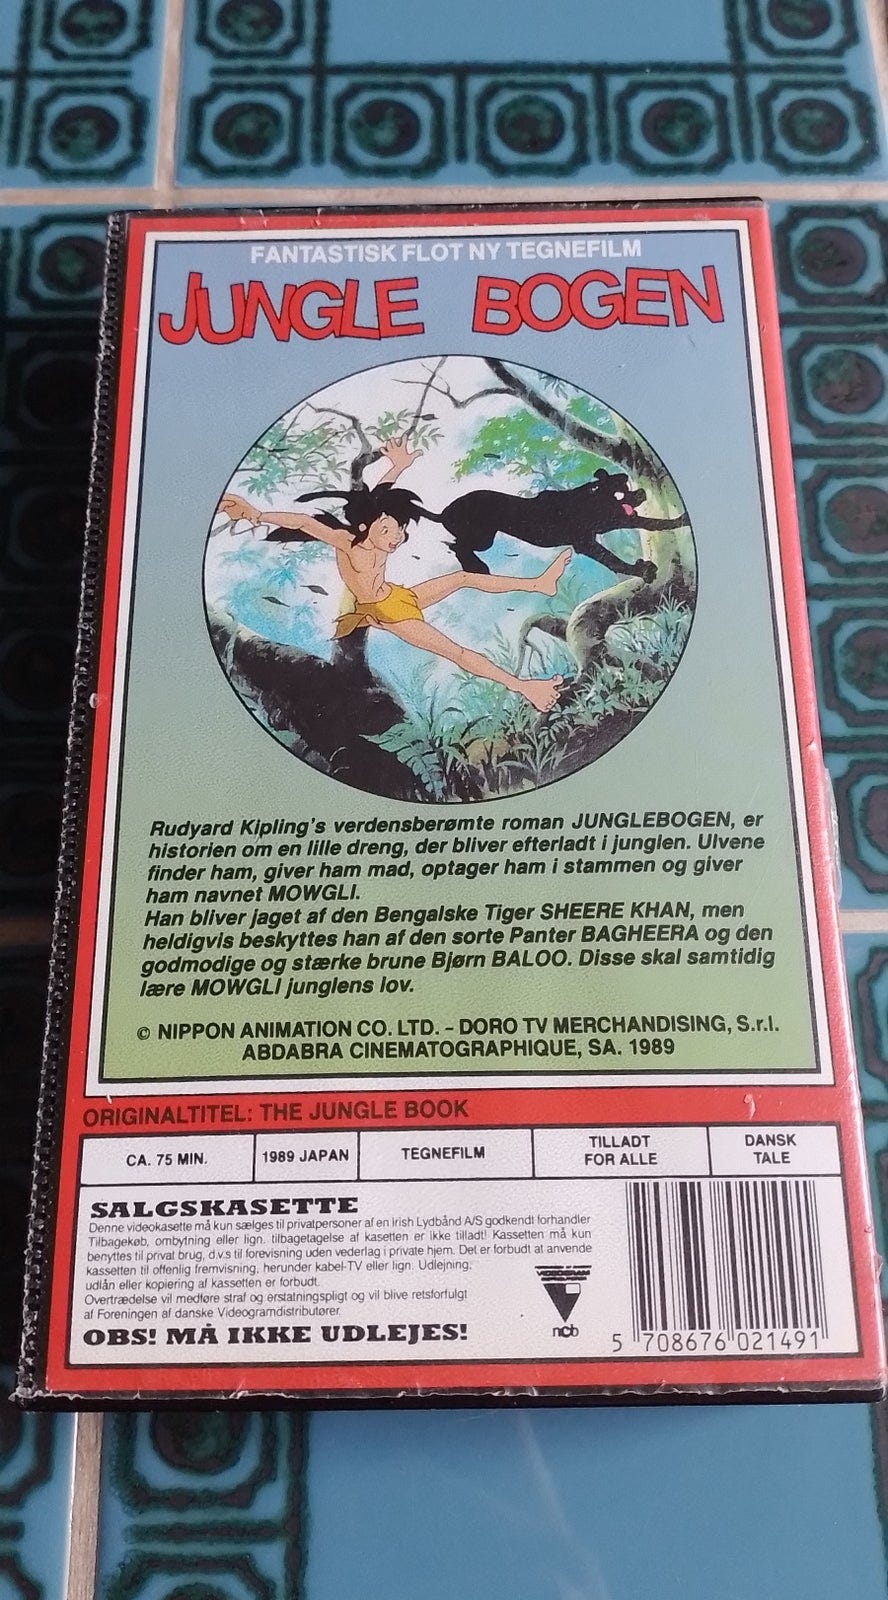 FANTASTISK FLOT NY TEGNEFILM
JUNGLE BOGEN
Rudyard Kipling's verdensberømte roman JUNGLEBOGEN, er
historien om en lille dreng, der bliver efterladt i junglen. Ulvene
finder ham, giver ham mad, optager ham i stammen og giver
ham navnet MOWGLI.
Han bliver jaget af den Bengalske Tiger SHEERE KHAN, men
heldigvis beskyttes han af den sorte Panter BAGHEERA og den
godmodige og stærke brune Bjørn BALOO. Disse skal samtidig
lære MOWGLI junglens lov.
© NIPPON ANIMATION CO. LTD. – DORO TV MERCHANDISING, S.r.l.
ABDABRA CINEMATOGRAPHIQUE, SA. 1989
ORIGINALTITEL: THE JUNGLE BOOK
CA. 75 MIN.
1989 JAPAN
TEGNEFILM
TILLADT
FOR ALLE
DANSK
TALE
SALGSKASETTE
Denne videokasette må kun sælges til privatpersoner af en Irish Lydbånd A/S godkendt forhandler
Tilbagekøb, ombytning eller lign. tilbagetagelse af kasetten er ikke tilladt! Kassetten må kun
benyttes til privat brug, d.v.s til forevisning uden vederlag i private hjem. Det er forbudt at anvende
kassetten til offentlig fremvisning, herunder kabel-TV eller lign. Udlejning,
udlån eller kopiering af kassetten er forbudt.
Overtrædelse vil medføre straf og erstatningspligt og vil blive retsforfulgt
af Foreningen af danske Videogramdistributører.
OBS! MÅ IKKE UDLEJES!
VIDEOGRAM
ncb
5 708676 021491